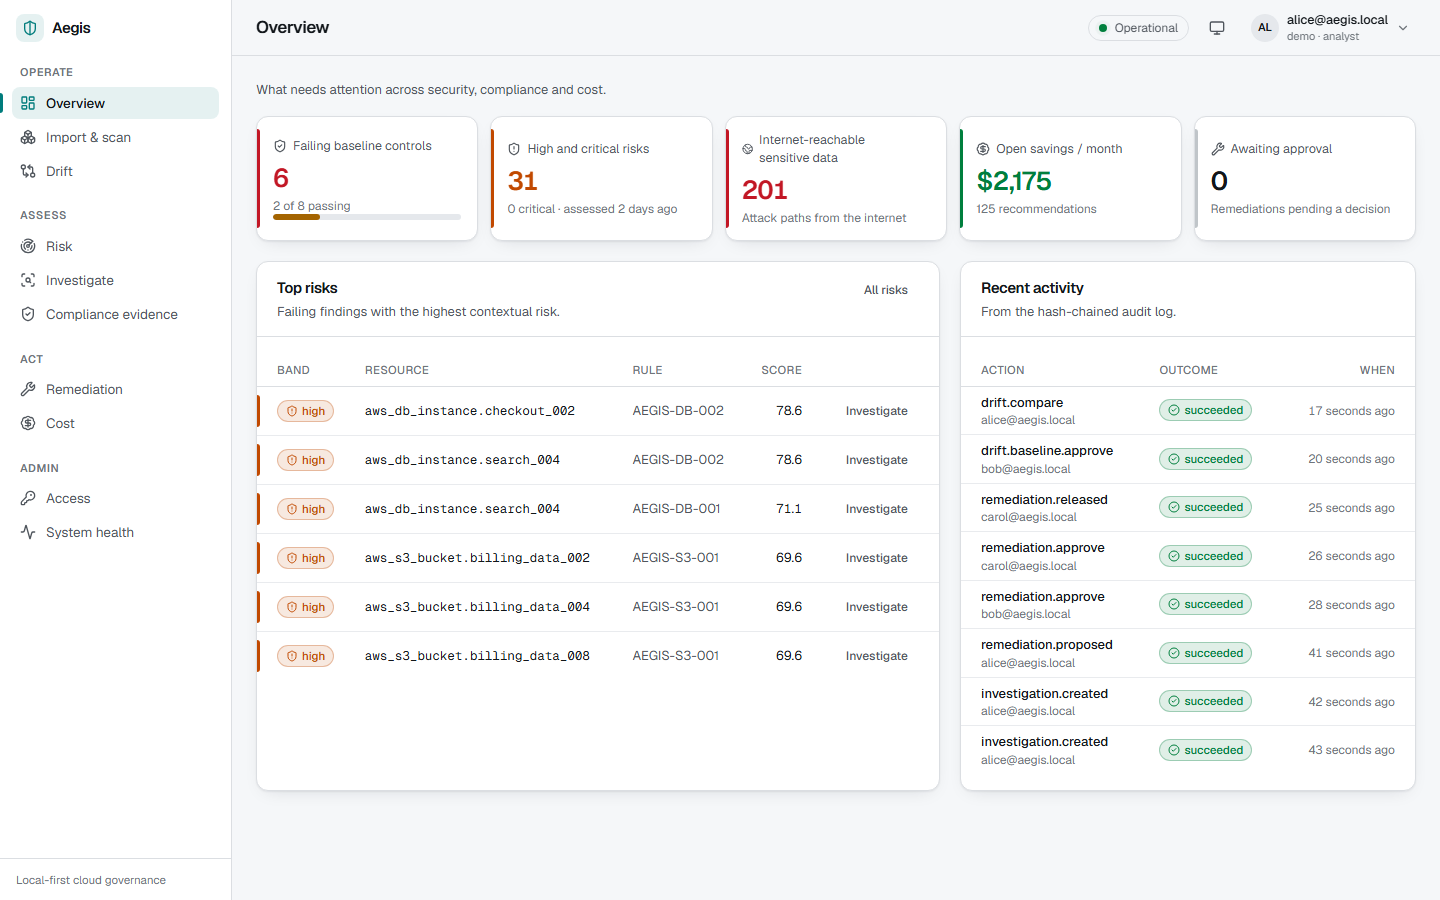 Aegis
OPERATE
Overview
Import & scan
Drift
ASSESS
Risk
Investigate
Compliance evidence
ACT
Remediation
Cost
ADMIN
Access
System health
Local-first cloud governance
Overview
Operational
AL
alice@aegis.local
demo · analyst
What needs attention across security, compliance and cost.
Failing baseline controls
6
2 of 8 passing
High and critical risks
31
0 critical · assessed 2 days ago
Internet-reachable
sensitive data
201
Attack paths from the internet
Open savings / month
$2,175
125 recommendations
Awaiting approval
0
Remediations pending a decision
Top risks
All risks
Failing findings with the highest contextual risk.
BAND RESOURCE RULE SCORE
high aws_db_instance.checkout_002 AEGIS-DB-002 78.6 Investigate
high aws_db_instance.search_004 AEGIS-DB-002 78.6 Investigate
high aws_db_instance.search_004 AEGIS-DB-001 71.1 Investigate
high aws_s3_bucket.billing_data_002 AEGIS-S3-001 69.6 Investigate
high aws_s3_bucket.billing_data_004 AEGIS-S3-001 69.6 Investigate
high aws_s3_bucket.billing_data_008 AEGIS-S3-001 69.6 Investigate
Recent activity
From the hash-chained audit log.
ACTION OUTCOME WHEN
drift.compare
alice@aegis.local
succeeded 17 seconds ago
drift.baseline.approve
bob@aegis.local
succeeded 20 seconds ago
remediation.released
carol@aegis.local
succeeded 25 seconds ago
remediation.approve
carol@aegis.local
succeeded 26 seconds ago
remediation.approve
bob@aegis.local
succeeded 28 seconds ago
remediation.proposed
alice@aegis.local
succeeded 41 seconds ago
investigation.created
alice@aegis.local
succeeded 42 seconds ago
investigation.created
alice@aegis.local
succeeded 43 seconds ago